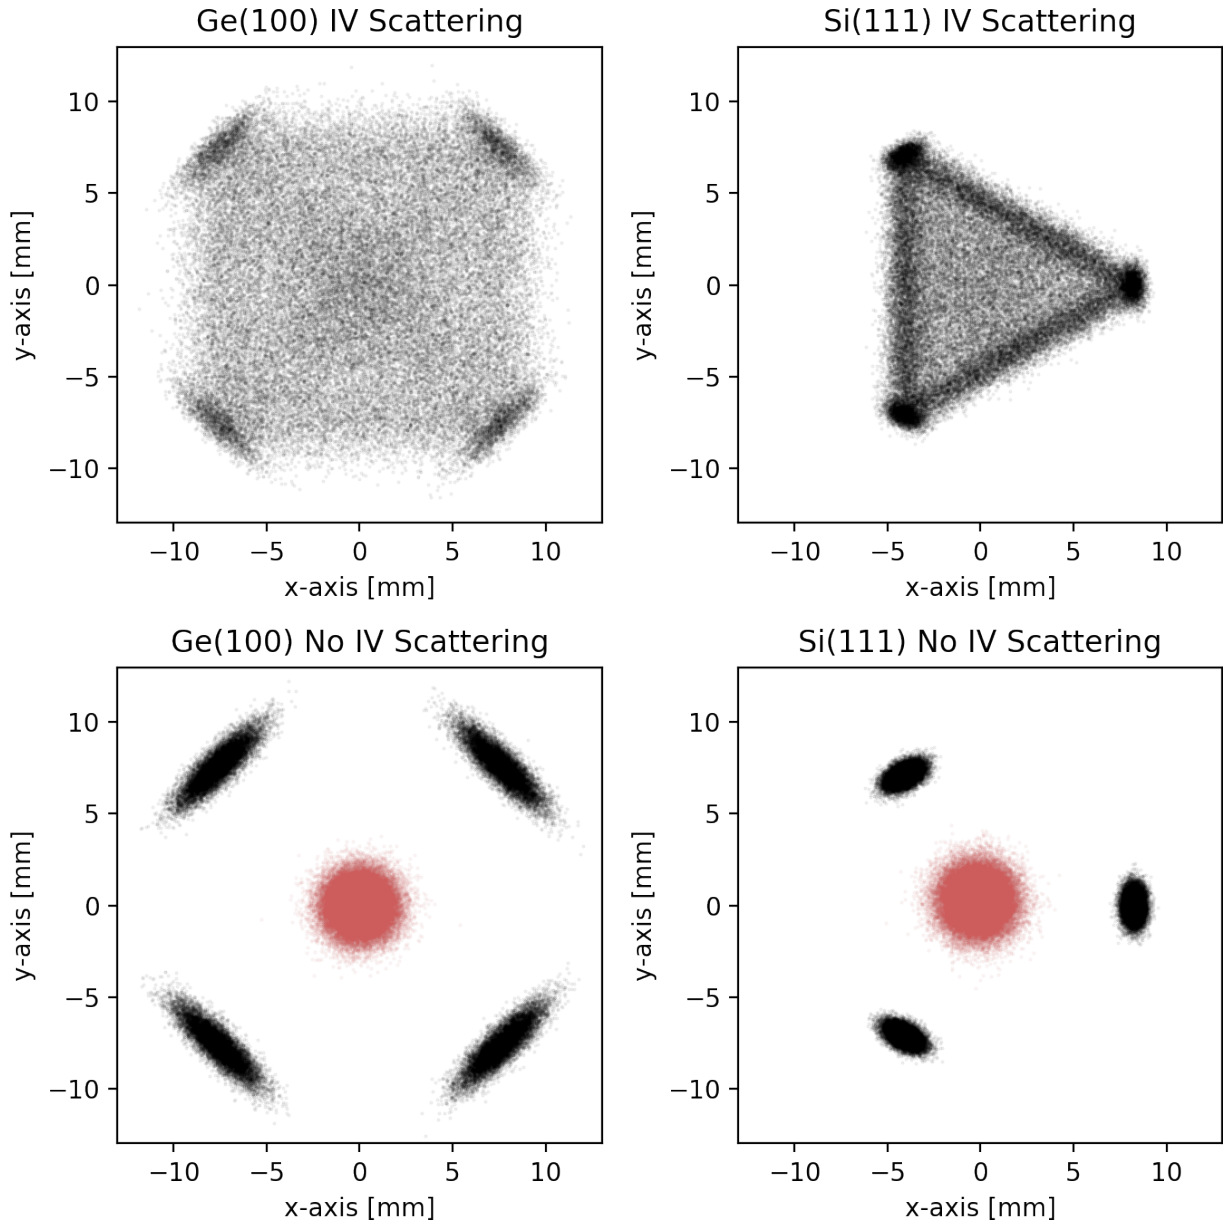 Ge(100) IV Scattering
10
5
0
−5
−10
y-axis [mm]
−10 −5 0 5 10
x-axis [mm]
Si(111) IV Scattering
10
5
0
−5
−10
y-axis [mm]
−10 −5 0 5 10
x-axis [mm]
Ge(100) No IV Scattering
10
5
0
−5
−10
y-axis [mm]
−10 −5 0 5 10
x-axis [mm]
Si(111) No IV Scattering
10
5
0
−5
−10
y-axis [mm]
−10 −5 0 5 10
x-axis [mm]